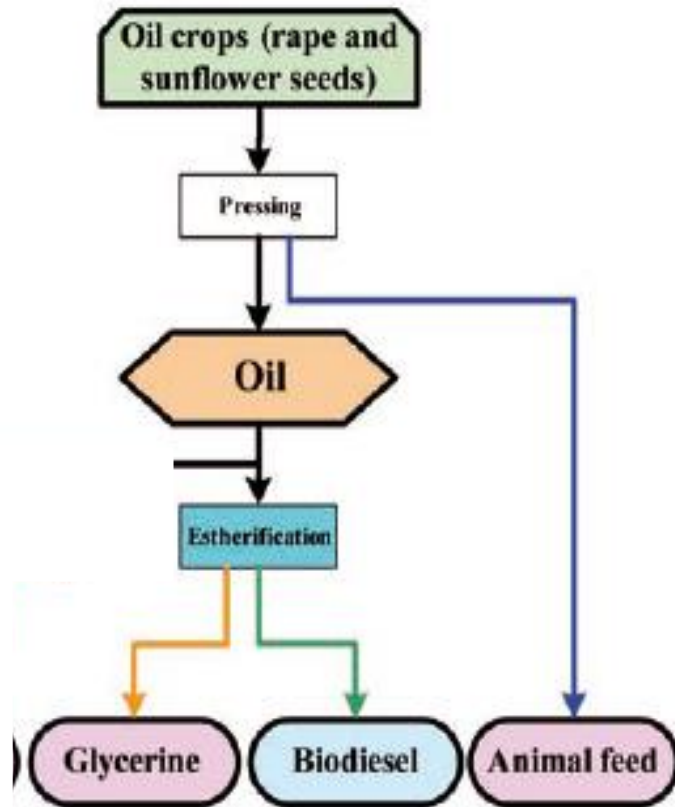 Oil crops (rape and
sunflower seeds)
Pressing
Oil
Estherification
Glycerine
Biodiesel
Animal feed